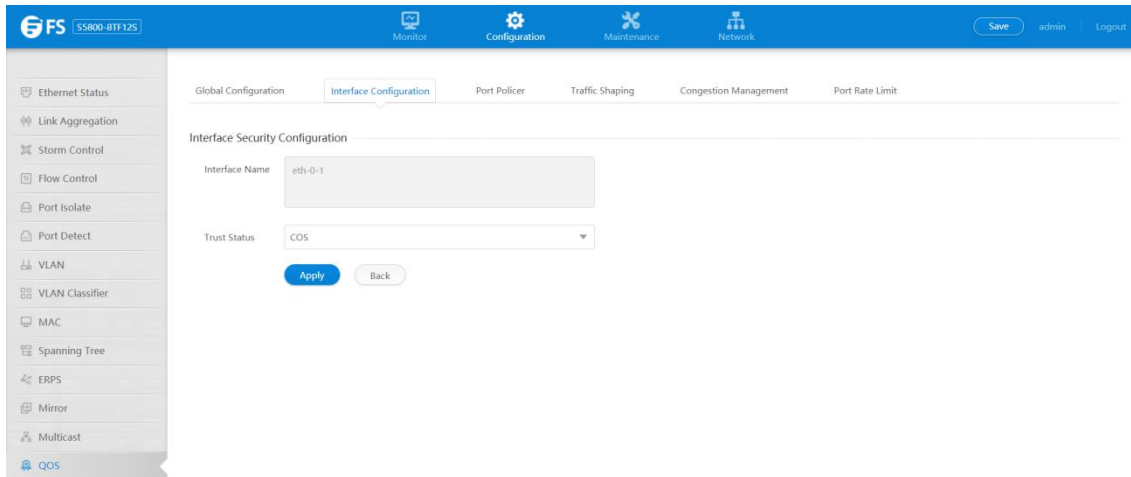 FS S5800-8TF12S
Monitor
Configuration
Maintenance
Network
Save
admin
Logout
Ethernet Status
Link Aggregation
Storm Control
Flow Control
Port Isolate
Port Detect
VLAN
VLAN Classifier
MAC
Spanning Tree
ERPS
Mirror
Multicast
QOS
Global Configuration
Interface Configuration
Port Policer
Traffic Shaping
Congestion Management
Port Rate Limit
Interface Security Configuration
Interface Name
eth-0-1
Trust Status
COS
Apply
Back